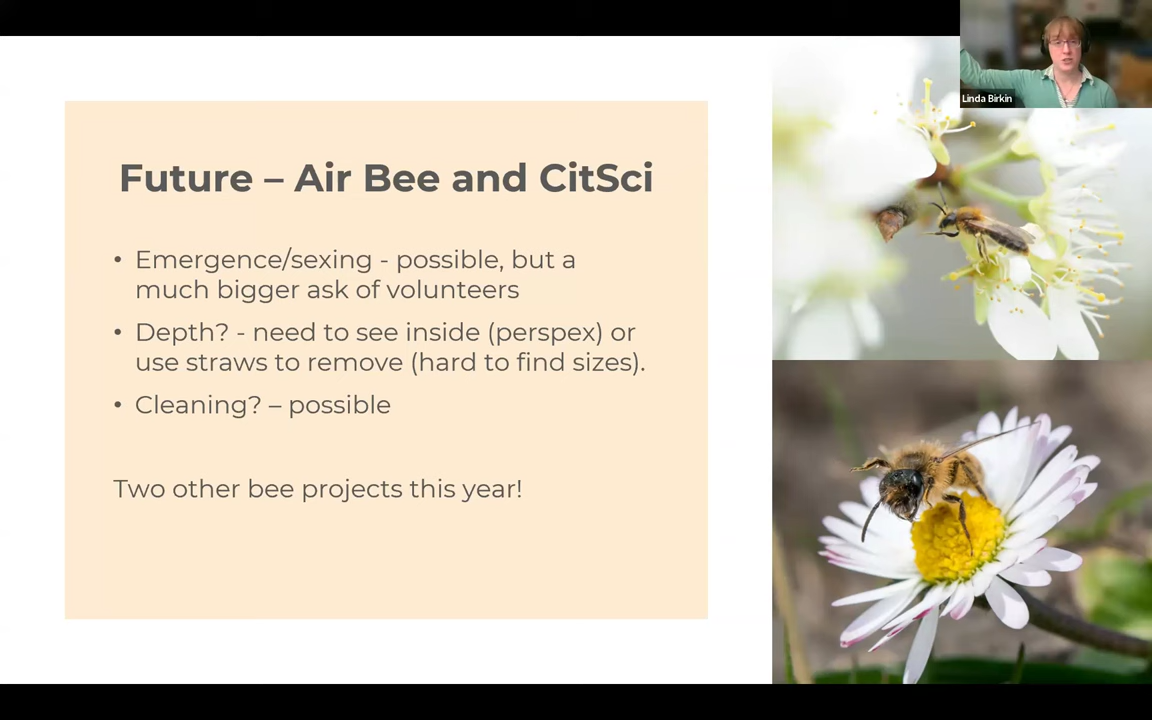 Linda Birkin
Future – Air Bee and CitSci
• Emergence/sexing - possible, but a
much bigger ask of volunteers
• Depth? - need to see inside (perspex) or
use straws to remove (hard to find sizes).
• Cleaning? – possible
Two other bee projects this year!